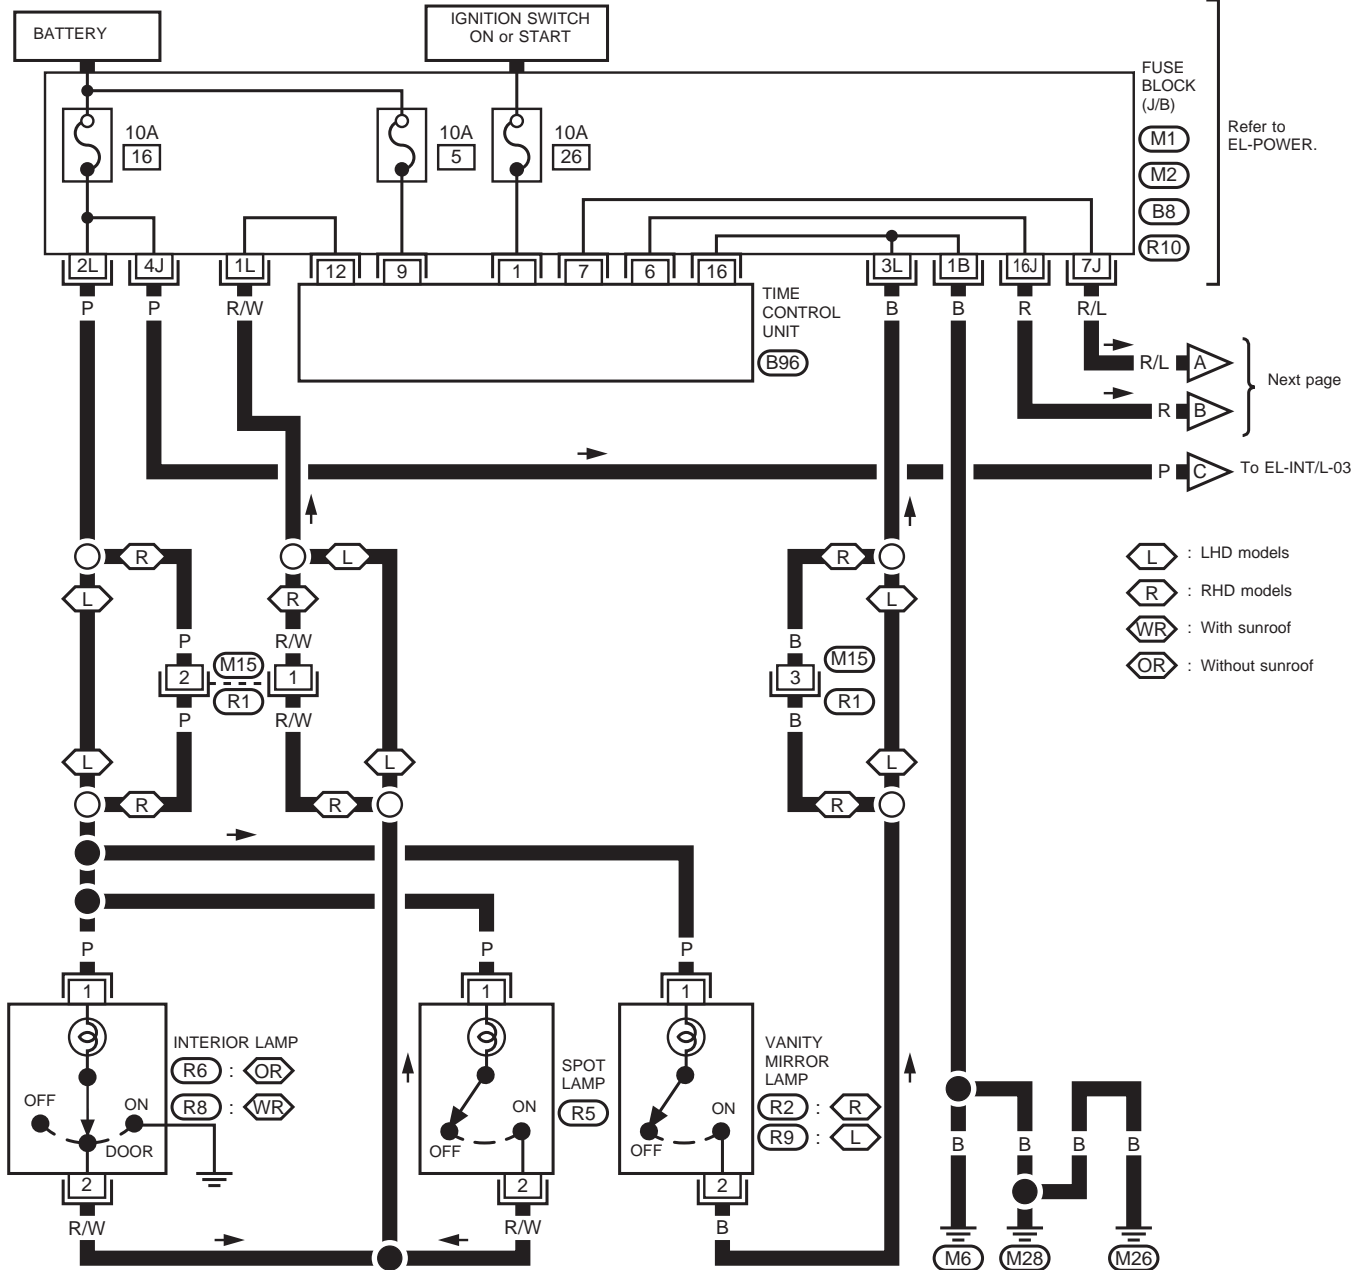 BATTERY
IGNITION SWITCH
ON or START
FUSE
BLOCK
(J/B)
M1
M2
B8
R10
Refer to
EL-POWER.
10A
16
10A
5
10A
26
2L
4J
1L
12
9
1
7
6
16
3L
1B
16J
7J
P
P
R/W
TIME
CONTROL
UNIT
B96
B
B
R
R/L
R/L
A
R
B
Next page
P
C
To EL-INT/L-03
R
L
L
R
R
L
L
: LHD models
R
: RHD models
WR
: With sunroof
OR
: Without sunroof
P
R/W
B
2
M15
R1
1
3
M15
R1
P
R/W
B
L
R
L
R
L
R
P
P
P
1
1
1
INTERIOR LAMP
R6
:
OR
R8
:
WR
OFF
ON
DOOR
SPOT
LAMP
R5
ON
OFF
VANITY
MIRROR
LAMP
R2
:
R
R9
:
L
ON
OFF
2
2
2
R/W
R/W
B
B
B
B
B
M6
M28
M26